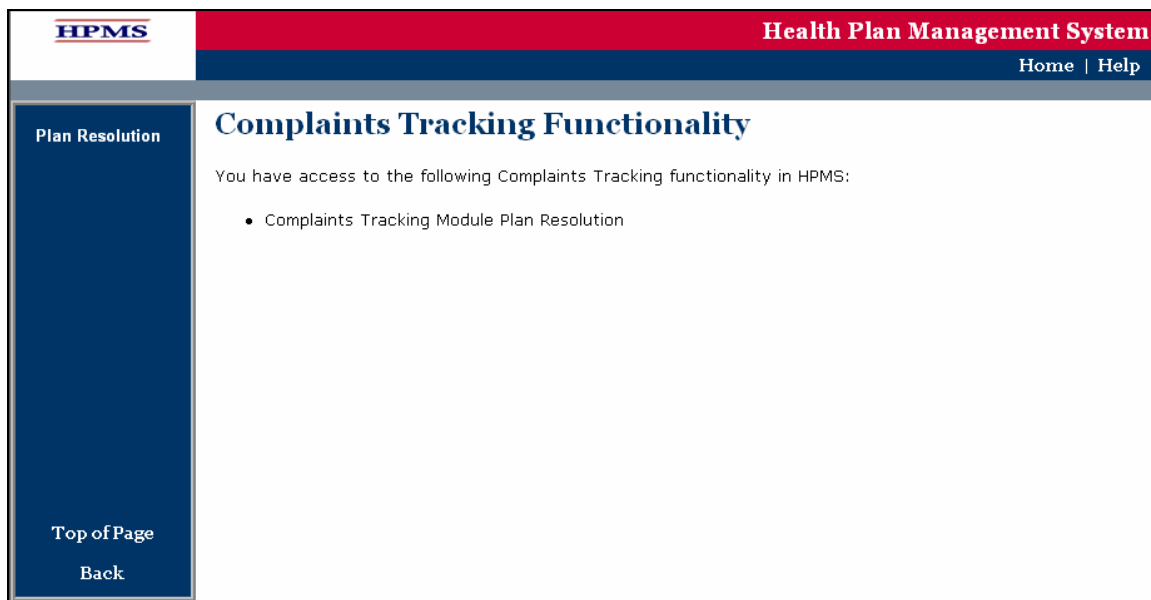 HPMS
Health Plan Management System
Home | Help
Plan Resolution
Complaints Tracking Functionality
You have access to the following Complaints Tracking functionality in HPMS:
• Complaints Tracking Module Plan Resolution
Top of Page
Back